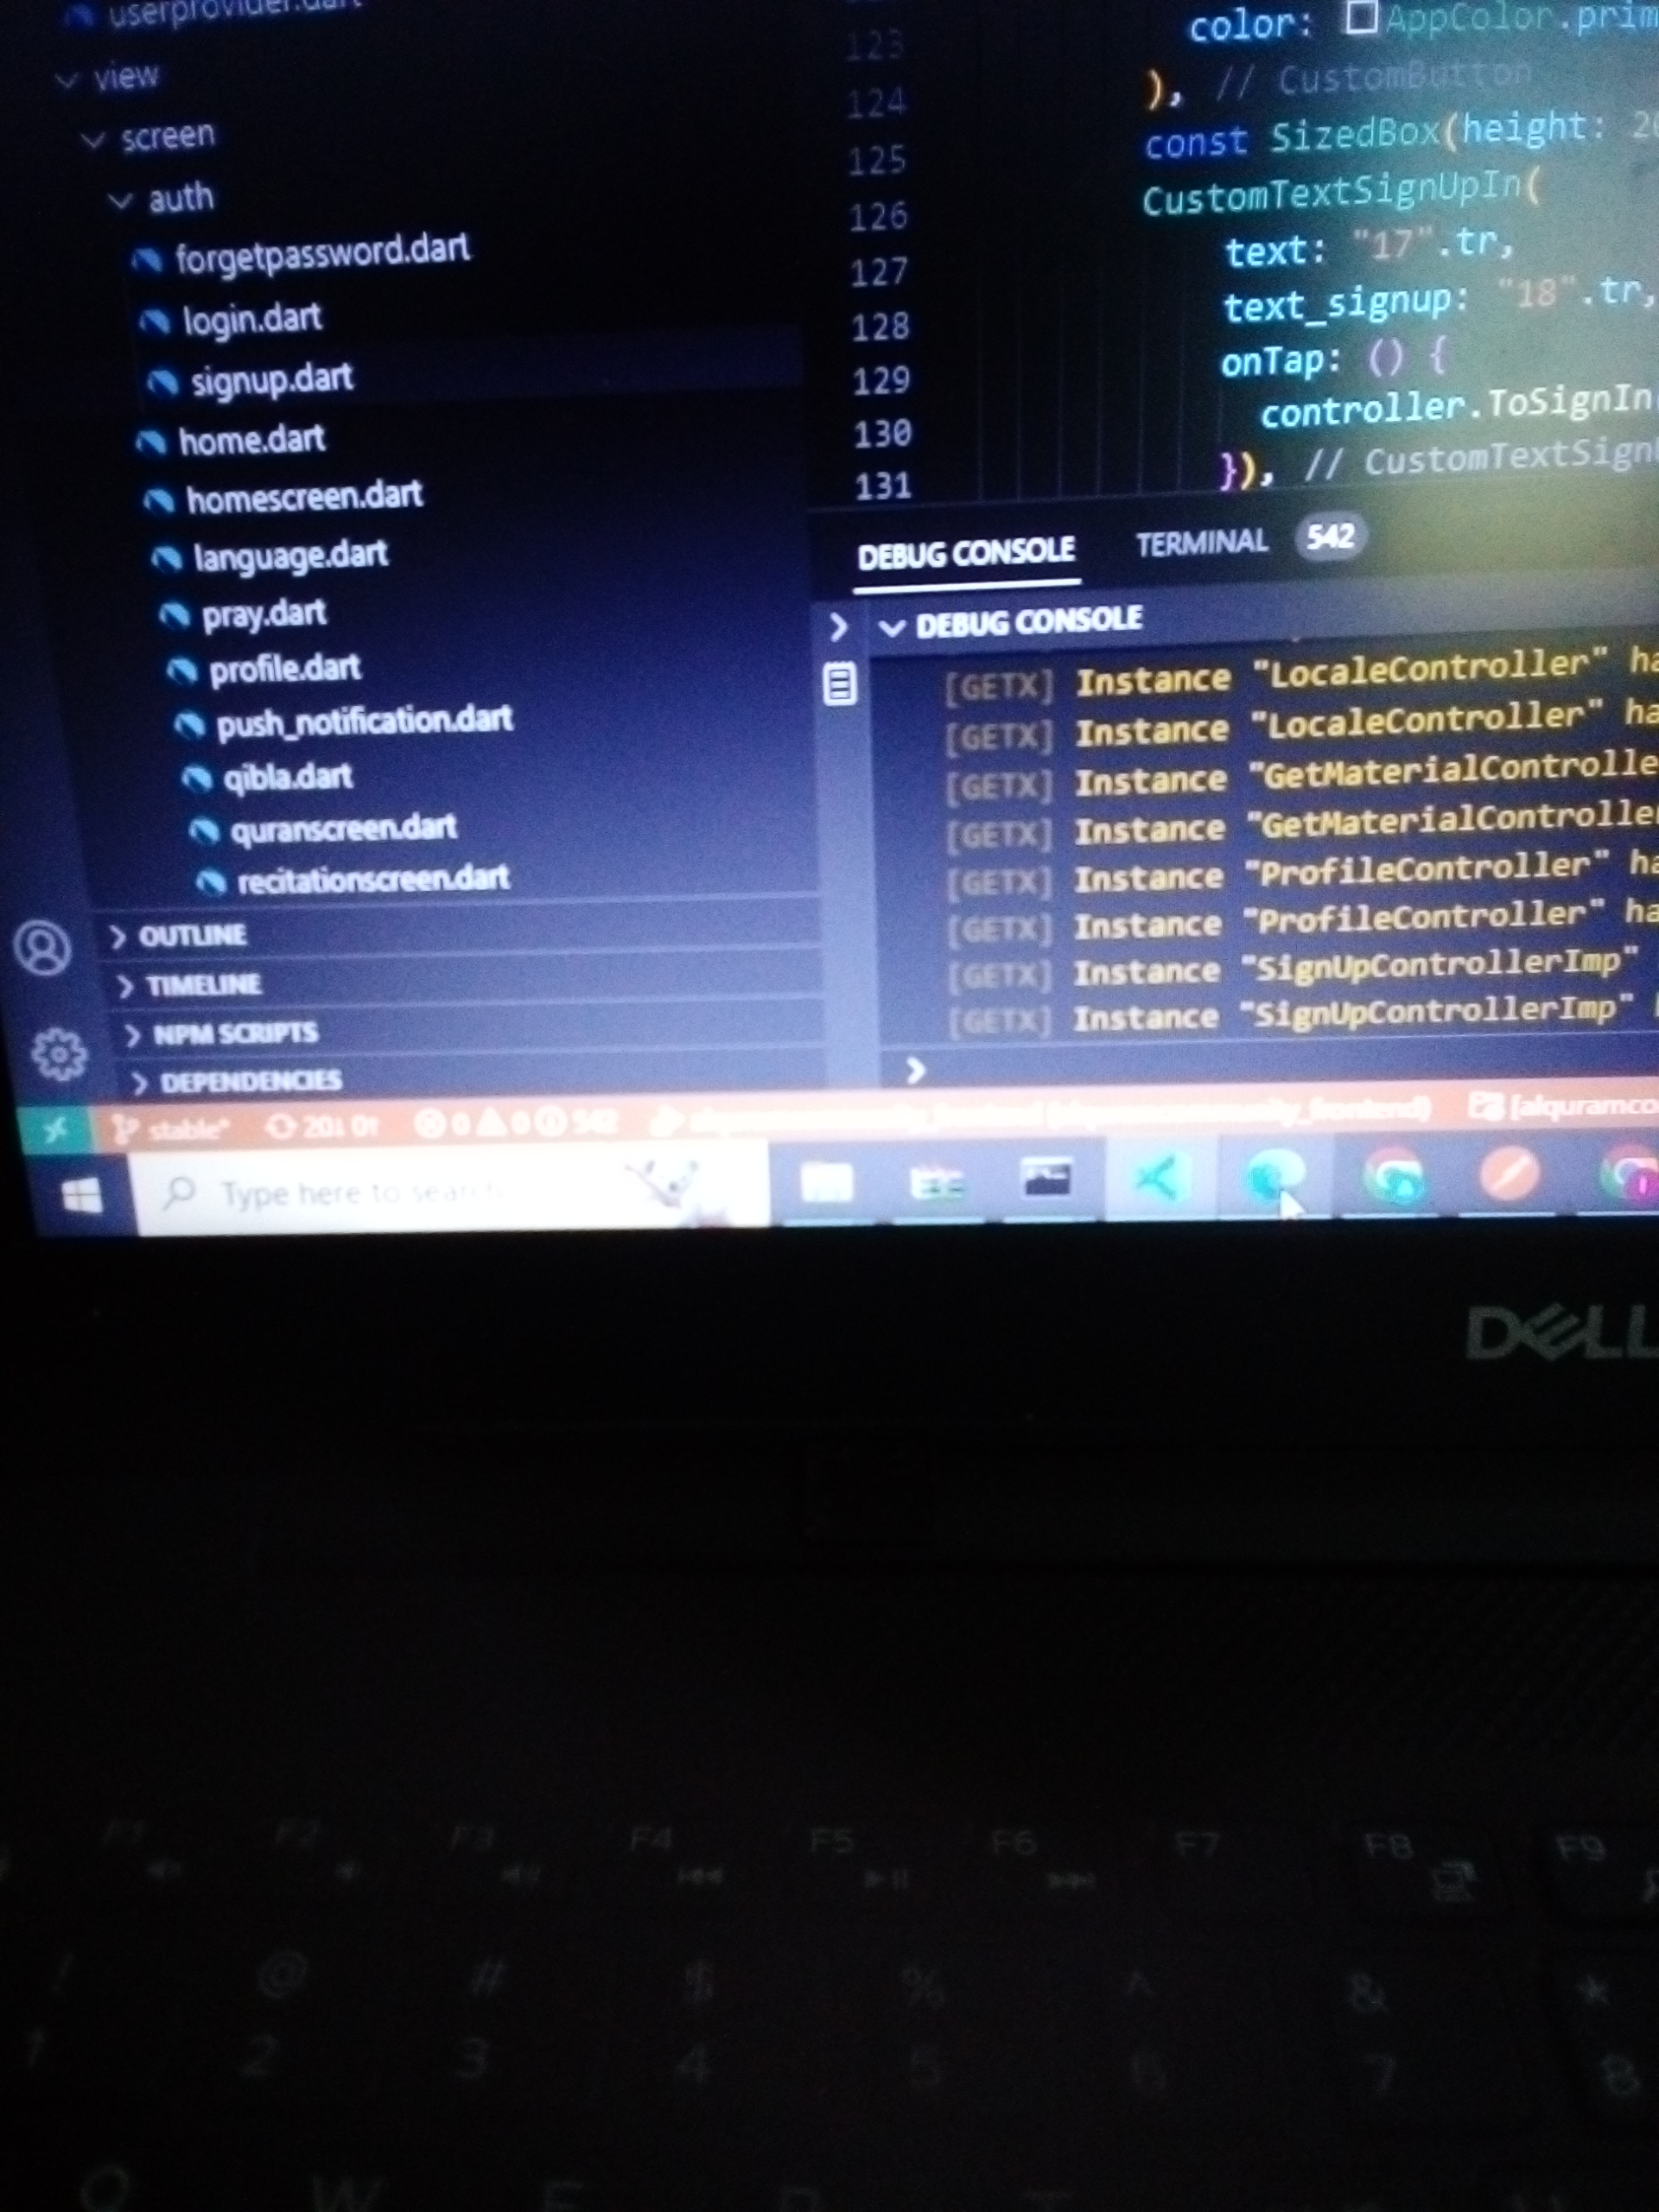 userprovider.dart
view
screen
auth
forgetpassword.dart
login.dart
signup.dart
home.dart
homescreen.dart
language.dart
pray.dart
profile.dart
push_notification.dart
qibla.dart
quranscreen.dart
recitationscreen.dart
OUTLINE
TIMELINE
NPM SCRIPTS
DEPENDENCIES
123 color: AppColor.prim
124 ), // CustomButton
125 const SizedBox(height: 20
126 CustomTextSignUpIn(
127 text: "17".tr,
128 text_signup: "18".tr,
129 onTap: () {
130 controller.ToSignIn
131 }), // CustomTextSign
DEBUG CONSOLE TERMINAL 542
DEBUG CONSOLE
[GETX] Instance "LocaleController" ha
[GETX] Instance "LocaleController" ha
[GETX] Instance "GetMaterialControlle
[GETX] Instance "GetMaterialController
[GETX] Instance "ProfileController" ha
[GETX] Instance "ProfileController" ha
[GETX] Instance "SignUpControllerImp"
[GETX] Instance "SignUpControllerImp"
stable* 20↓ 0↑ 0 0 542 [alquramco
Type here to search
DELL
F1 F2 F3 F4 F5 F6 F7 F8 F9
! @ # $ % ^ & *
1 2 3 4 5 6 7 8
Q W E